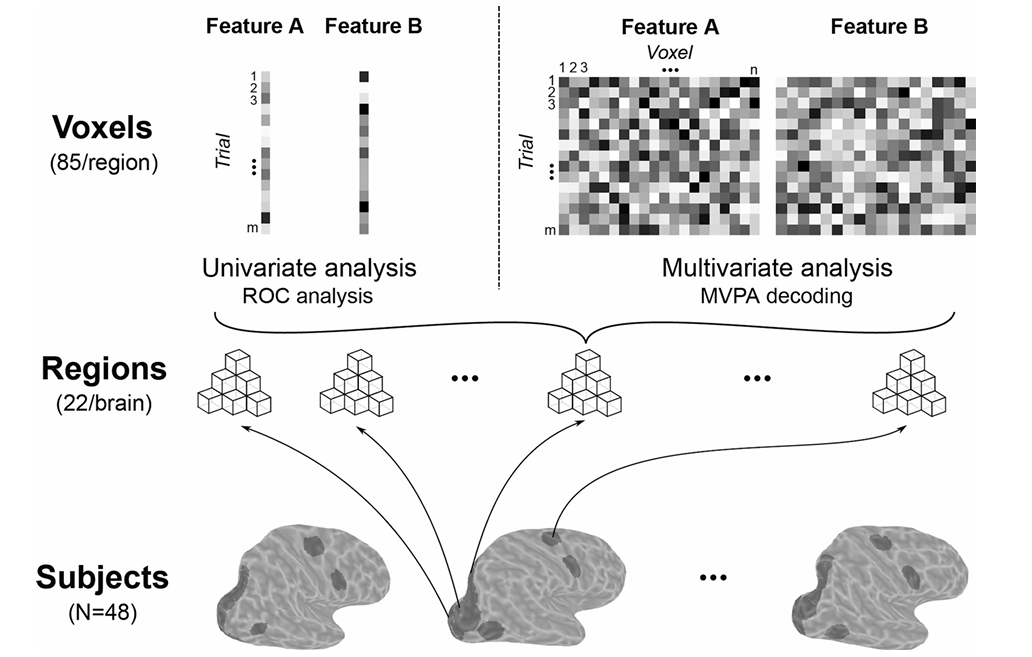 Feature A
Feature B
Feature A
Feature B
Voxel
1 2 3 ••• n
Voxels
(85/region)
Trial
1
2
3
•••
m
Trial
1
2
3
•••
m
Univariate analysis
ROC analysis
Multivariate analysis
MVPA decoding
Regions
(22/brain)
•••
•••
Subjects
(N=48)
•••